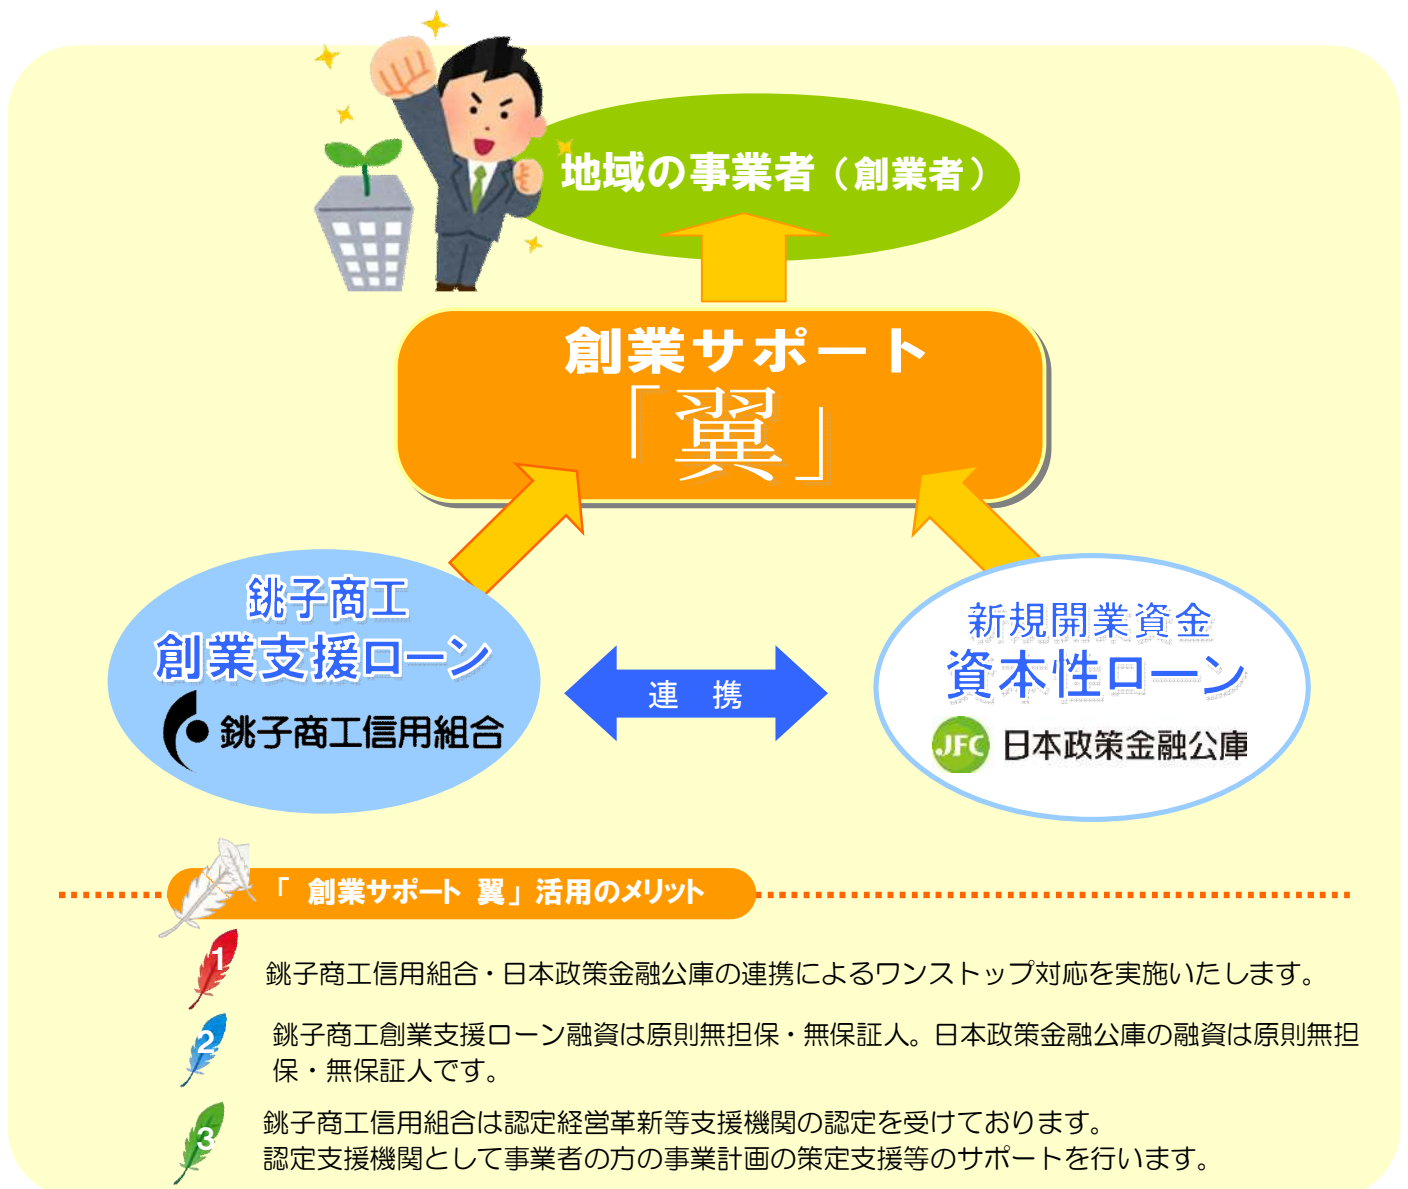 地域の事業者（創業者）
創業サポート
「翼」
銚子商工
創業支援ローン
銚子商工信用組合
連 携
新規開業資金
資本性ローン
JFC 日本政策金融公庫
「 創業サポート 翼」活用のメリット
1 銚子商工信用組合・日本政策金融公庫の連携によるワンストップ対応を実施いたします。
2 銚子商工創業支援ローン融資は原則無担保・無保証人。日本政策金融公庫の融資は原則無担
保・無保証人です。
3 銚子商工信用組合は認定経営革新等支援機関の認定を受けております。
認定支援機関として事業者の方の事業計画の策定支援等のサポートを行います。